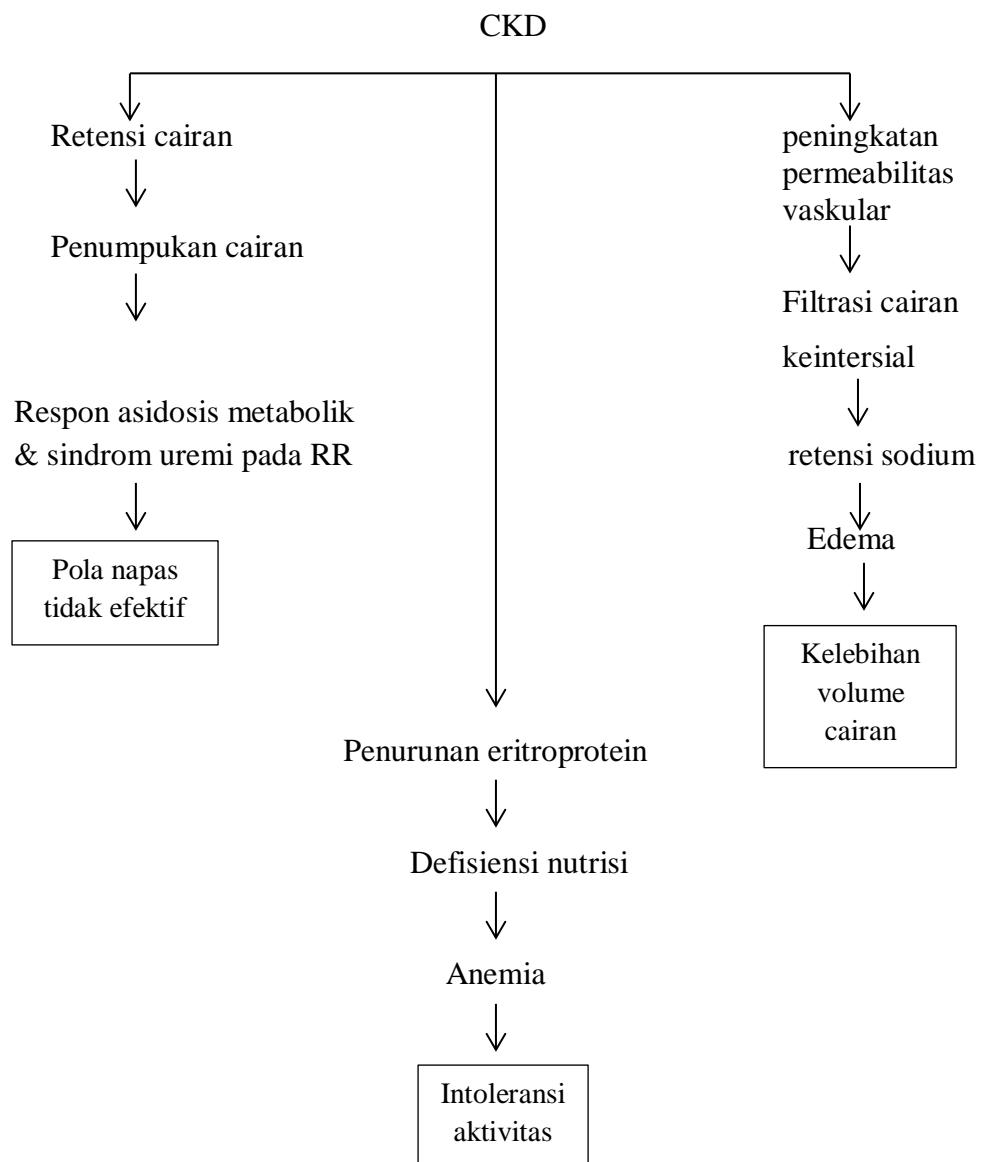 CKD
Retensi cairan
Penumpukan cairan
Respon asidosis metabolik
& sindrom uremi pada RR
Pola napas
tidak efektif
Penurunan eritroprotein
Defisiensi nutrisi
Anemia
Intoleransi
aktivitas
peningkatan
permeabilitas
vaskular
Filtrasi cairan
keintersial
retensi sodium
Edema
Kelebihan
volume
cairan